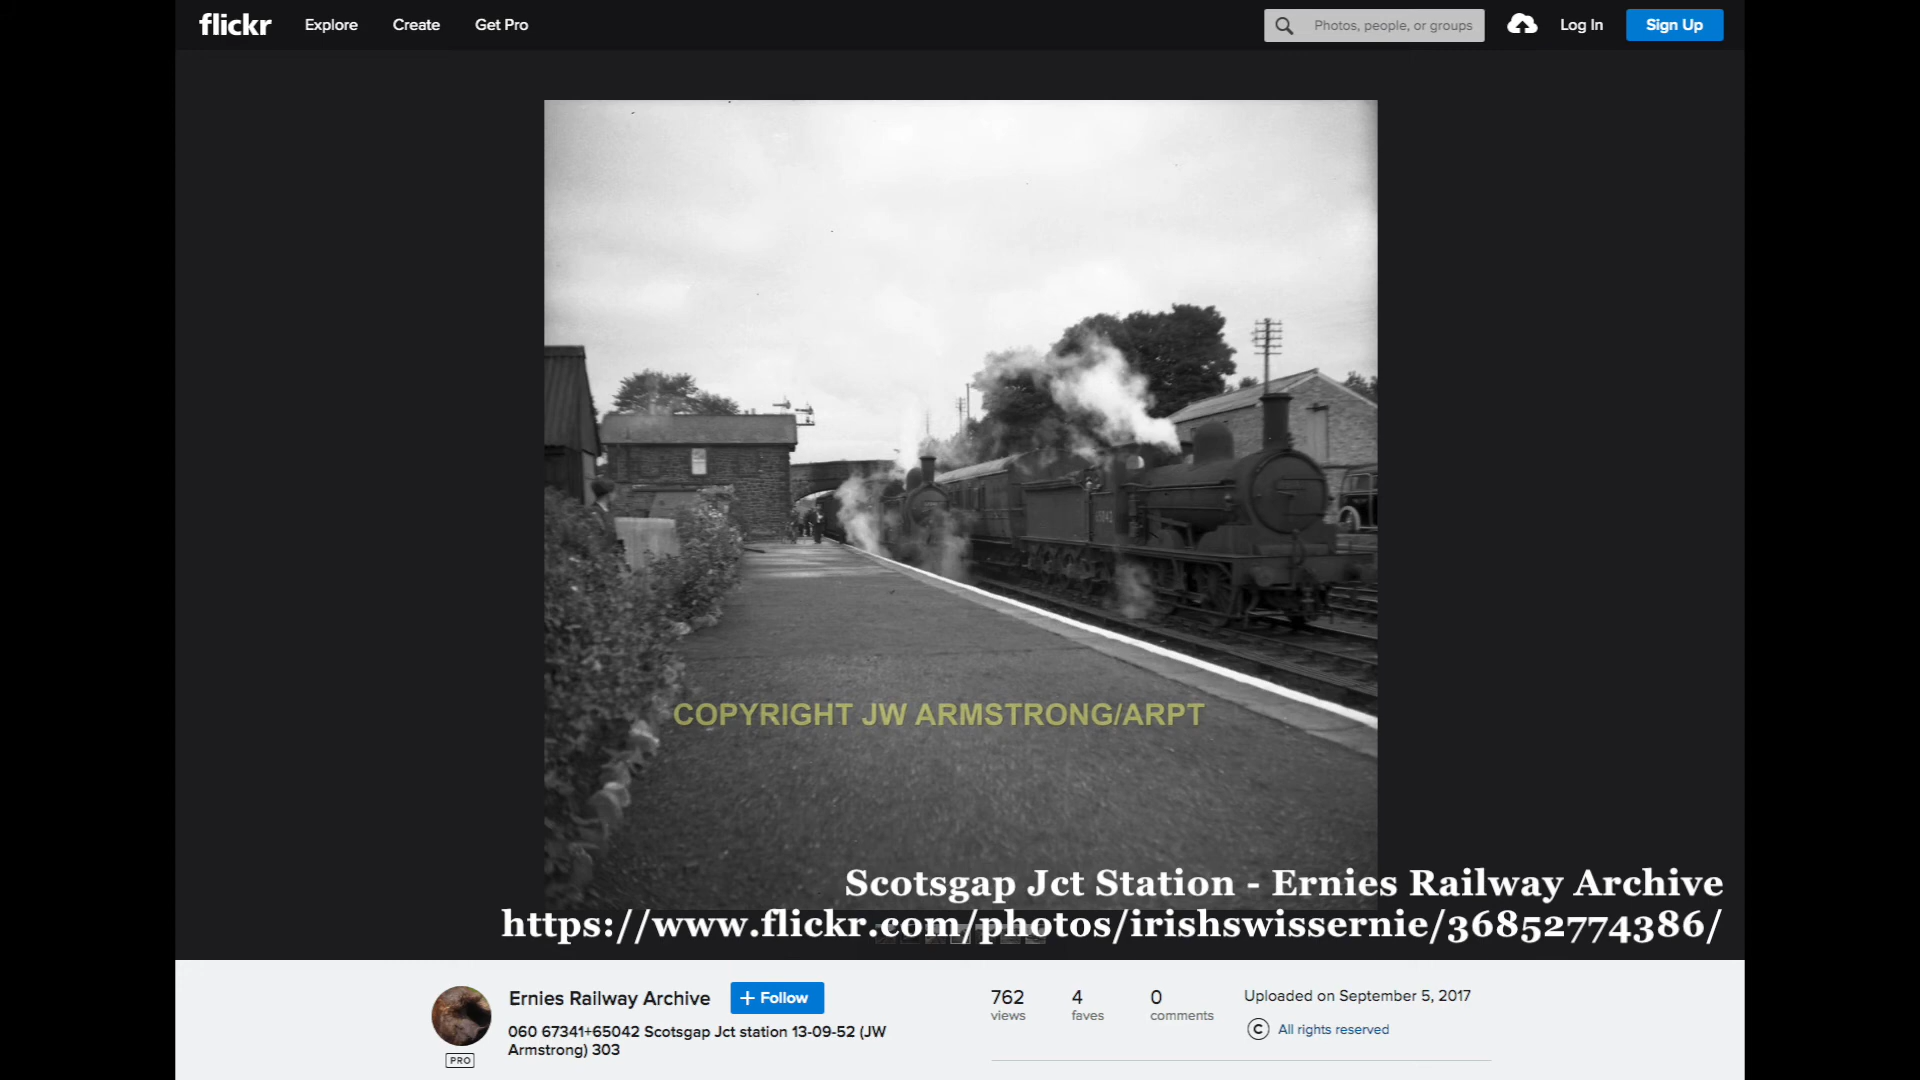 flickr Explore Create Get Pro Photos, people, or groups Log In Sign Up
65042
COPYRIGHT JW ARMSTRONG/ARPT
Scotsgap Jct Station - Ernies Railway Archive
https://www.flickr.com/photos/irishswissernie/36852774386/
Ernies Railway Archive + Follow
PRO
060 67341+65042 Scotsgap Jct station 13-09-52 (JW
Armstrong) 303
762 4 0
views faves comments
Uploaded on September 5, 2017
© All rights reserved